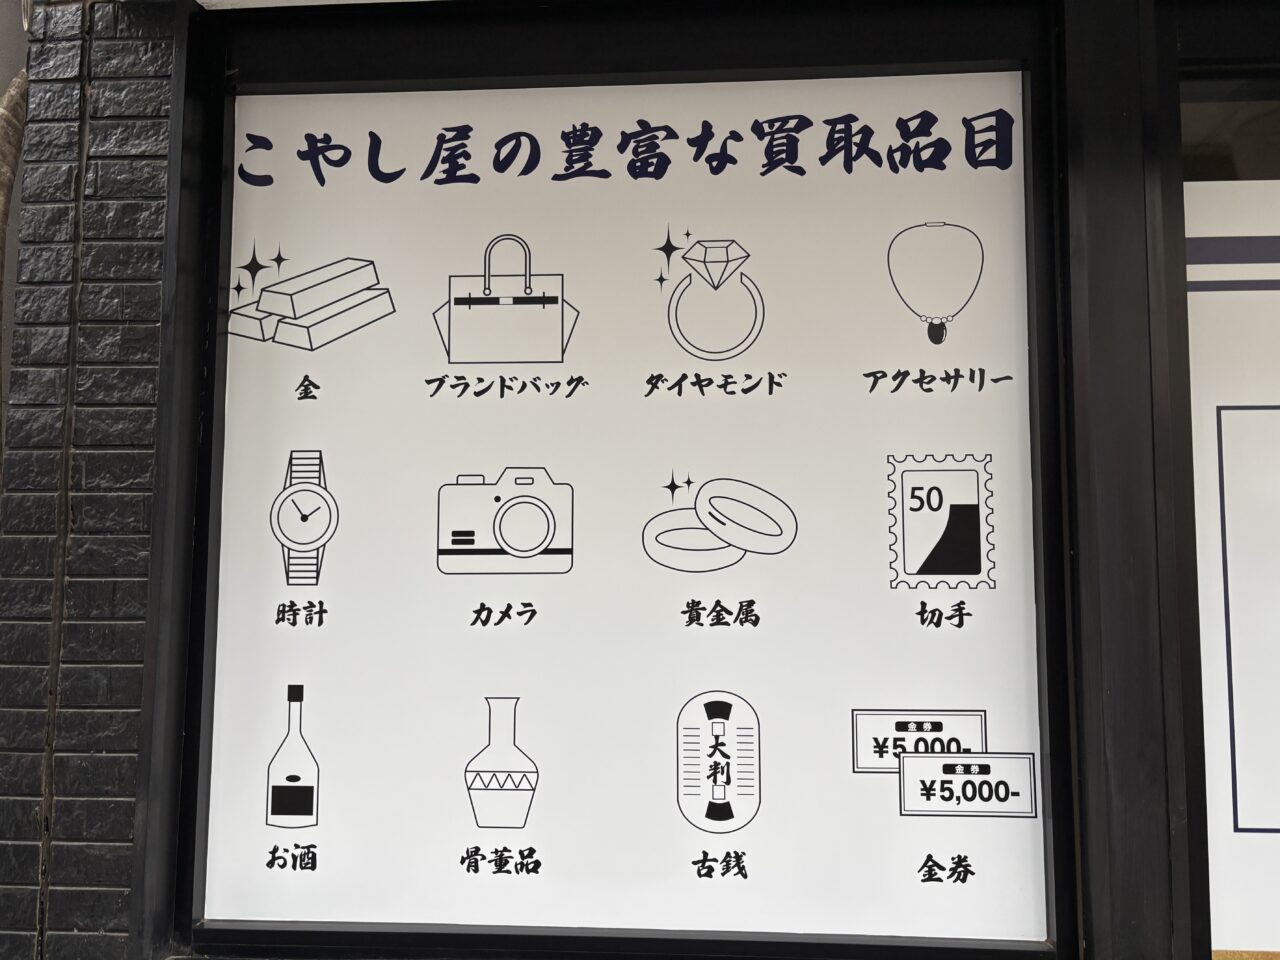 こやし屋の豊富な買取品目
金
ブランドバッグ
ダイヤモンド
アクセサリー
時計
カメラ
貴金属
50
切手
お酒
骨董品
大判
古銭
金券
¥5,000-
金券
¥5,000-
金券